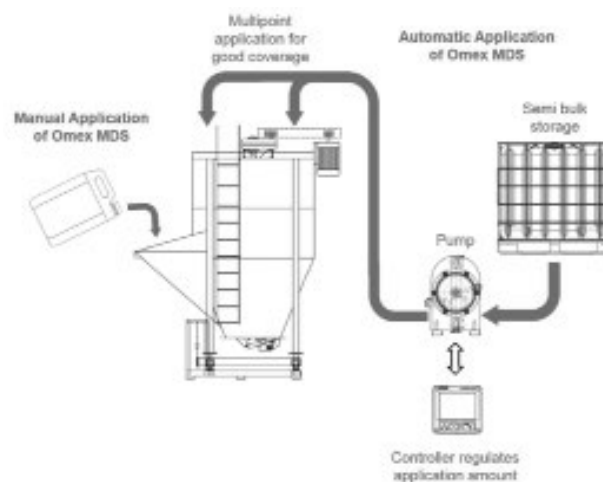 Multipoint
application for
good coverage
Automatic Application
of Omex MDS
Manual Application
of Omex MDS
Semi bulk
storage
Pump
Controller regulates
application amount